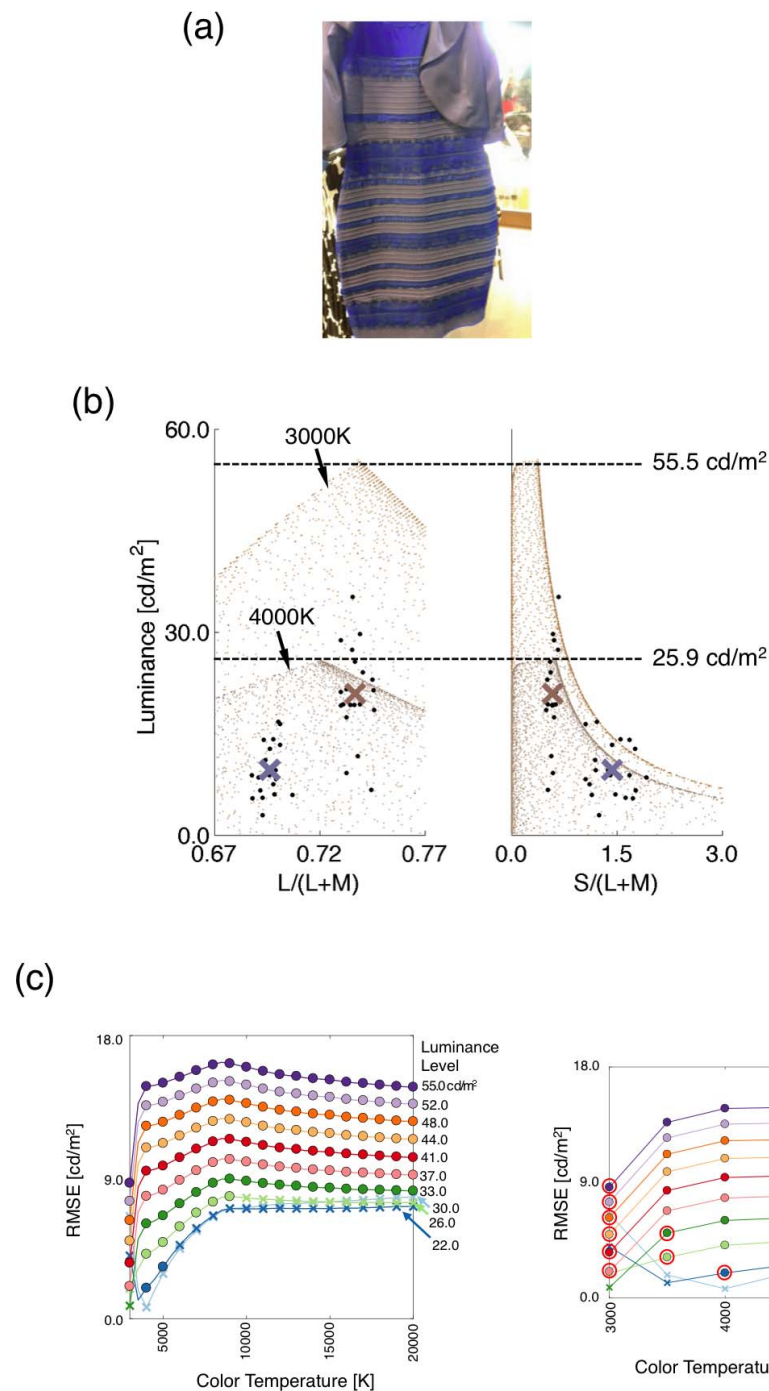 (a)
(b)
60.0
3000K
55.5 cd/m²
Luminance [cd/m²]
4000K
30.0
25.9 cd/m²
0.0
0.67
0.72
0.77
0.0
1.5
3.0
L/(L+M)
S/(L+M)
(c)
18.0
Luminance
Level
55.0 cd/m²
52.0
48.0
44.0
41.0
37.0
33.0
30.0
26.0
22.0
9.0
RMSE [cd/m²]
0.0
5000
10000
15000
20000
Color Temperature [K]
18.0
9.0
RMSE [cd/m²]
0.0
3000
4000
Color Temperatu